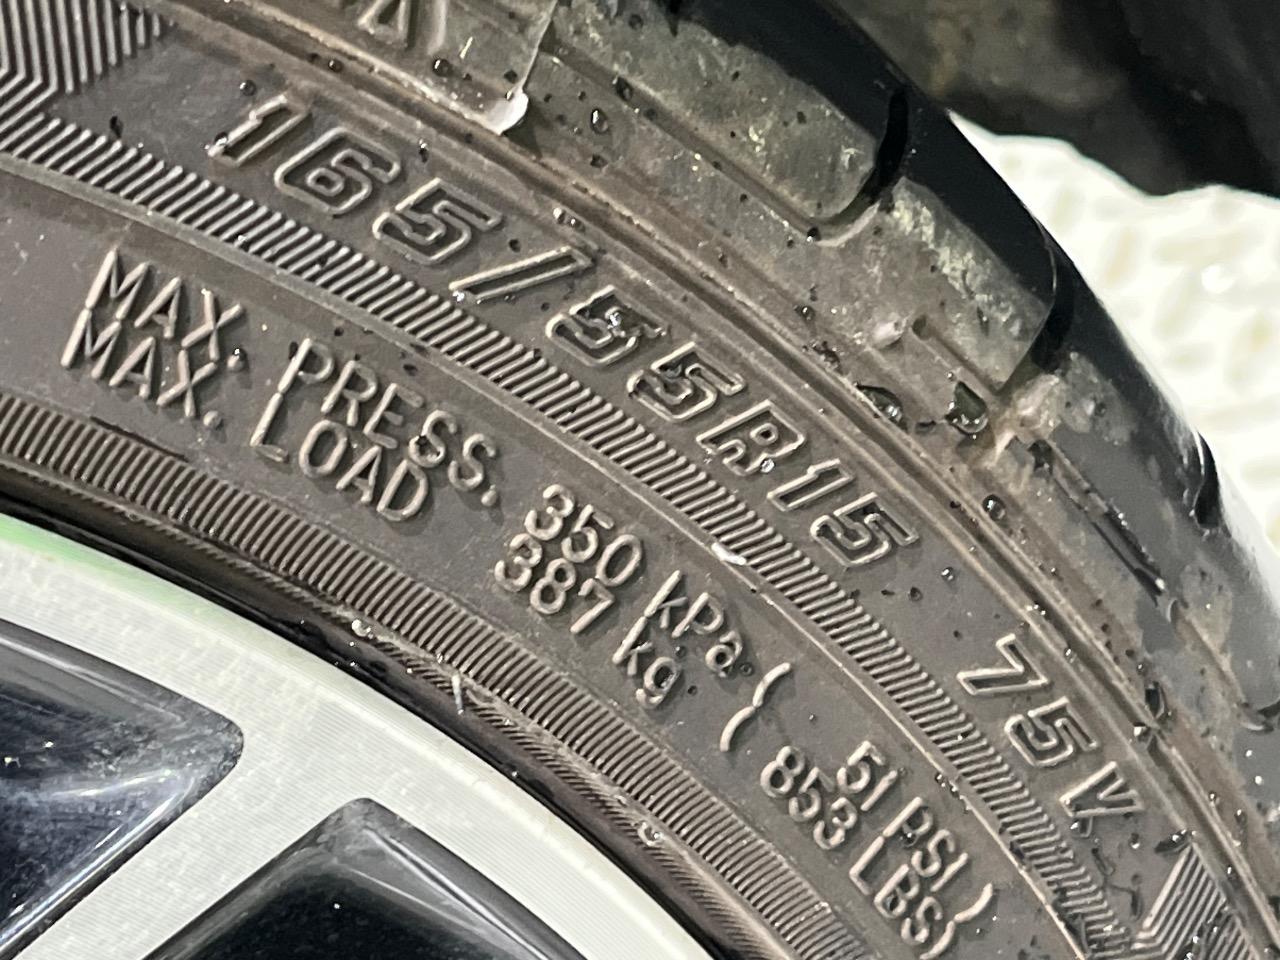 165/55R15 75V
MAX. PRESS. 350 kPa ( 51 PSI )
MAX. LOAD 387 kg ( 853 LBS)